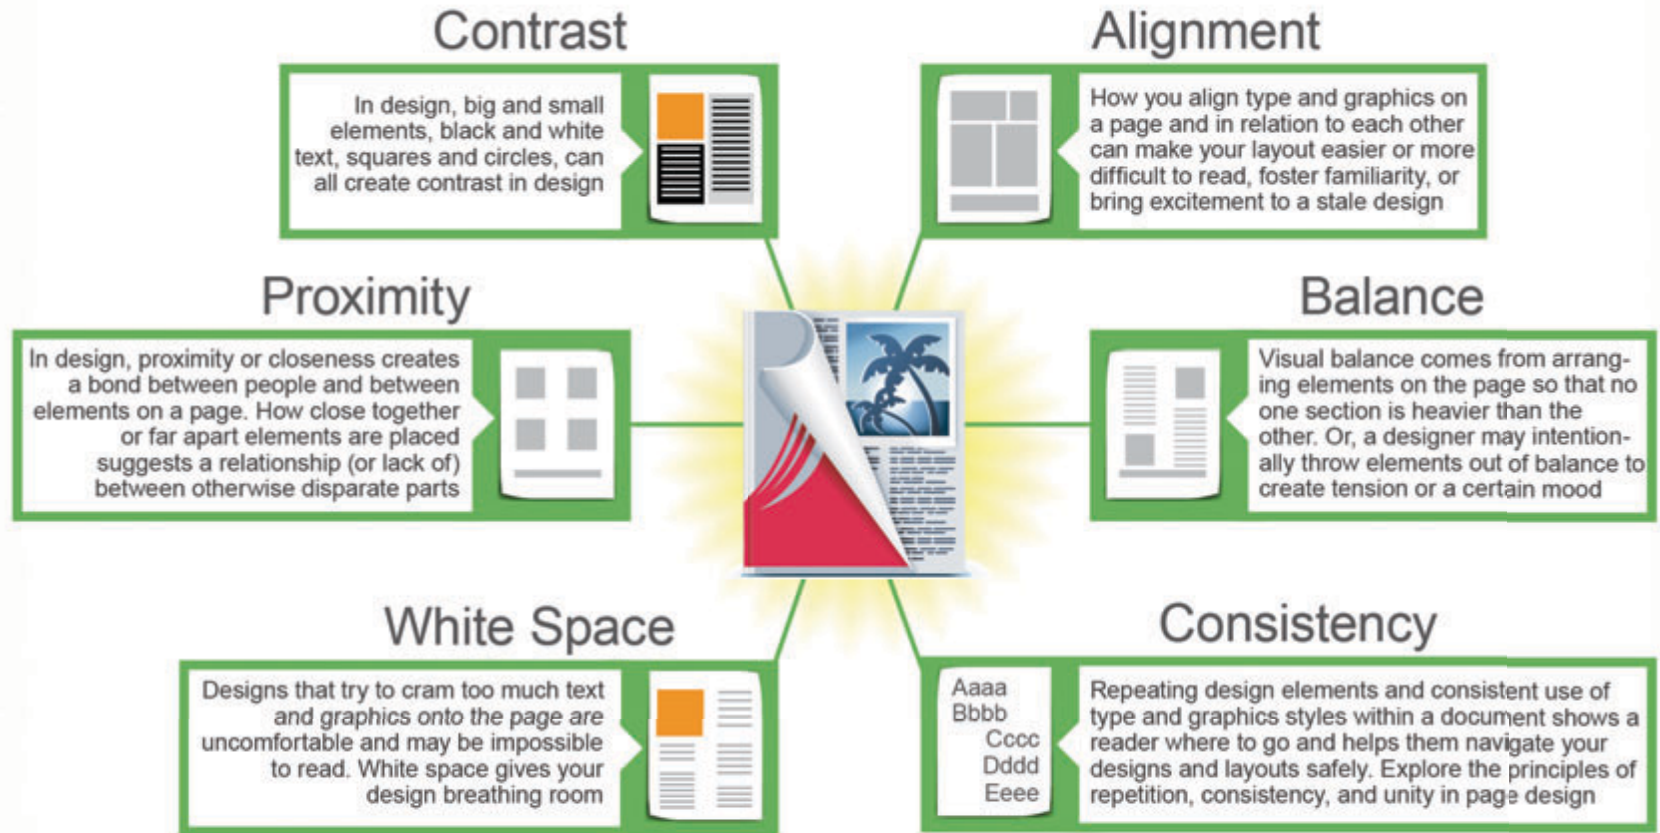 Contrast
In design, big and small
elements, black and white
text, squares and circles, can
all create contrast in design
Alignment
How you align type and graphics on
a page and in relation to each other
can make your layout easier or more
difficult to read, foster familiarity, or
bring excitement to a stale design
Proximity
In design, proximity or closeness creates
a bond between people and between
elements on a page. How close together
or far apart elements are placed
suggests a relationship (or lack of)
between otherwise disparate parts
Balance
Visual balance comes from arrang-
ing elements on the page so that no
one section is heavier than the
other. Or, a designer may intention-
ally throw elements out of balance to
create tension or a certain mood
White Space
Designs that try to cram too much text
and graphics onto the page are
uncomfortable and may be impossible
to read. White space gives your
design breathing room
Consistency
Aaaa
Bbbb
Cccc
Dddd
Eeee
Repeating design elements and consistent use of
type and graphics styles within a document shows a
reader where to go and helps them navigate your
designs and layouts safely. Explore the principles of
repetition, consistency, and unity in page design